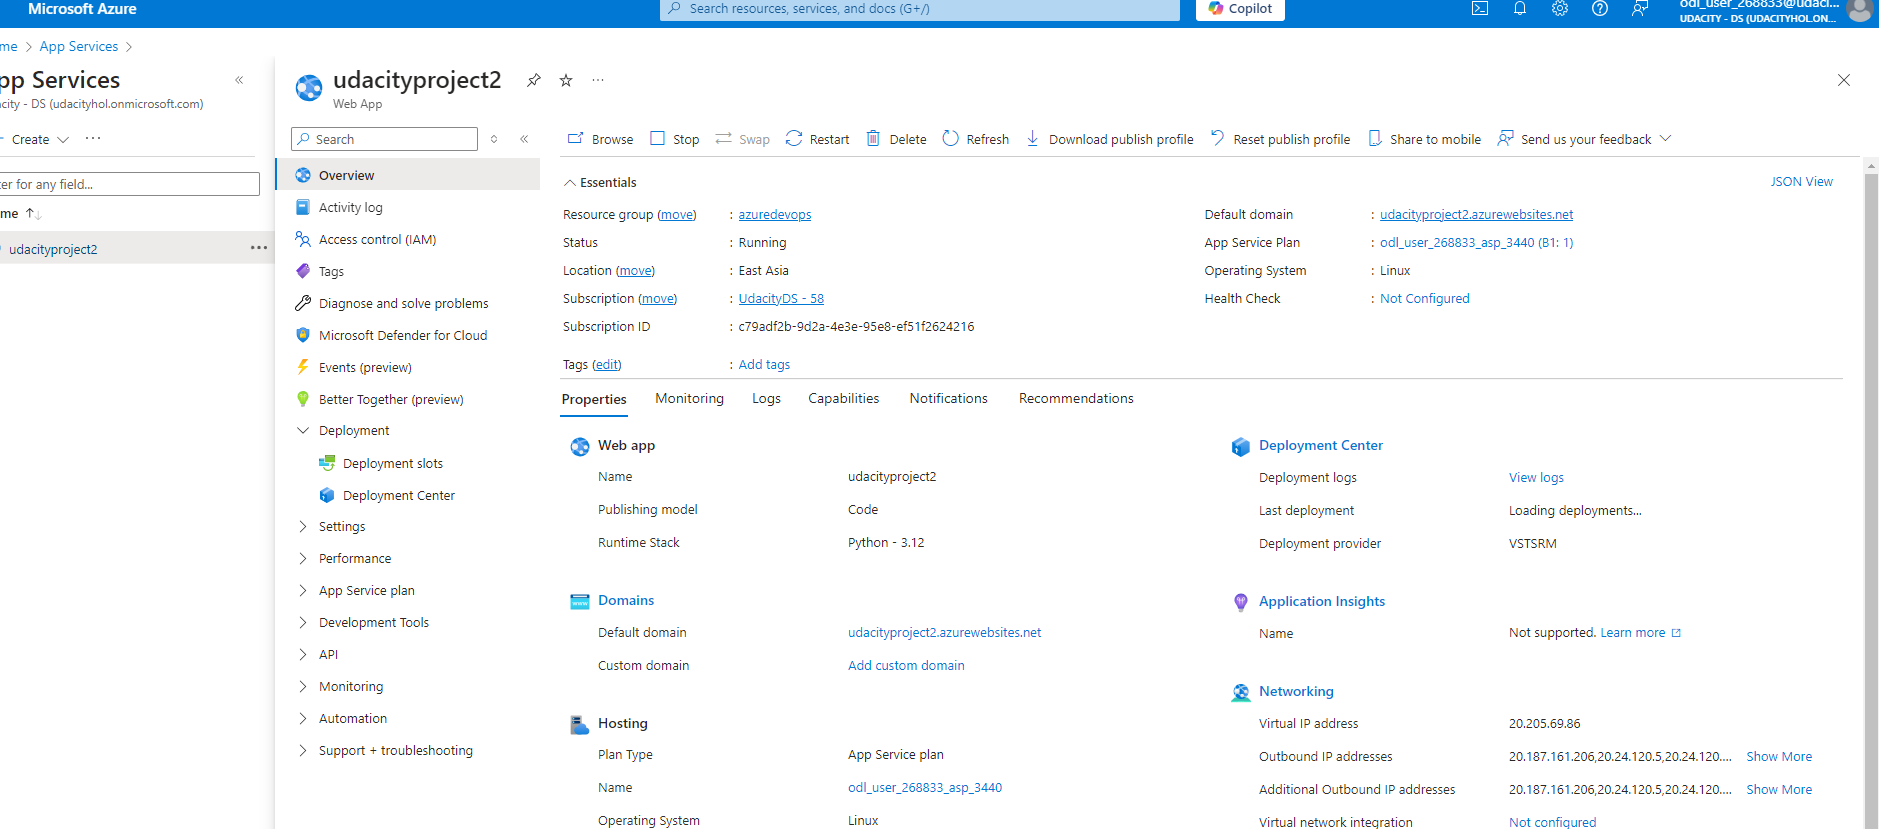 Microsoft Azure
Search resources, services, and docs (G+/)
Copilot
odl_user_268833@udaci...
UDACITY - DS (UDACITYHOL.ON...
me > App Services >
pp Services
«
city - DS (udacityhol.onmicrosoft.com)
Create
...
er for any field...
me ↑↓
udacityproject2
...
udacityproject2
...
Web App
Search
«
Overview
Activity log
Access control (IAM)
Tags
Diagnose and solve problems
Microsoft Defender for Cloud
Events (preview)
Better Together (preview)
Deployment
Deployment slots
Deployment Center
Settings
Performance
App Service plan
Development Tools
API
Monitoring
Automation
Support + troubleshooting
Browse Stop Swap Restart Delete Refresh Download publish profile Reset publish profile Share to mobile Send us your feedback
Essentials
JSON View
Resource group (move) : azuredevops
Status : Running
Location (move) : East Asia
Subscription (move) : UdacityDS - 58
Subscription ID : c79adf2b-9d2a-4e3e-95e8-ef51f2624216
Tags (edit) : Add tags
Default domain : udacityproject2.azurewebsites.net
App Service Plan : odl_user_268833_asp_3440 (B1: 1)
Operating System : Linux
Health Check : Not Configured
Properties Monitoring Logs Capabilities Notifications Recommendations
Web app
Name udacityproject2
Publishing model Code
Runtime Stack Python - 3.12
Domains
www
Default domain udacityproject2.azurewebsites.net
Custom domain Add custom domain
Hosting
Plan Type App Service plan
Name odl_user_268833_asp_3440
Operating System Linux
Deployment Center
Deployment logs View logs
Last deployment Loading deployments...
Deployment provider VSTSRM
Application Insights
Name Not supported. Learn more
Networking
Virtual IP address 20.205.69.86
Outbound IP addresses 20.187.161.206,20.24.120.5,20.24.120.... Show More
Additional Outbound IP addresses 20.187.161.206,20.24.120.5,20.24.120.... Show More
Virtual network integration Not configured